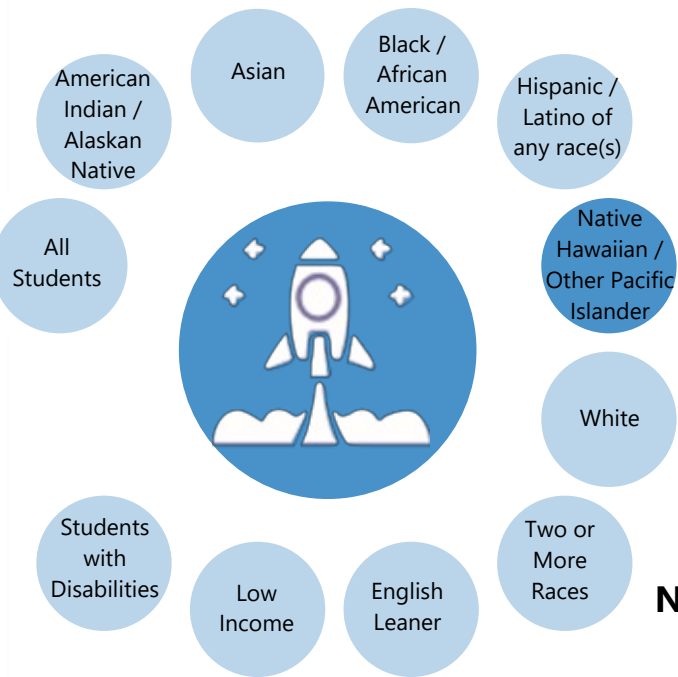 All
Students
American
Indian /
Alaskan
Native
Asian
Black /
African
American
Hispanic /
Latino of
any race(s)
Native
Hawaiian /
Other Pacific
Islander
White
Two or
More
Races
English
Leaner
Low
Income
Students
with
Disabilities
N